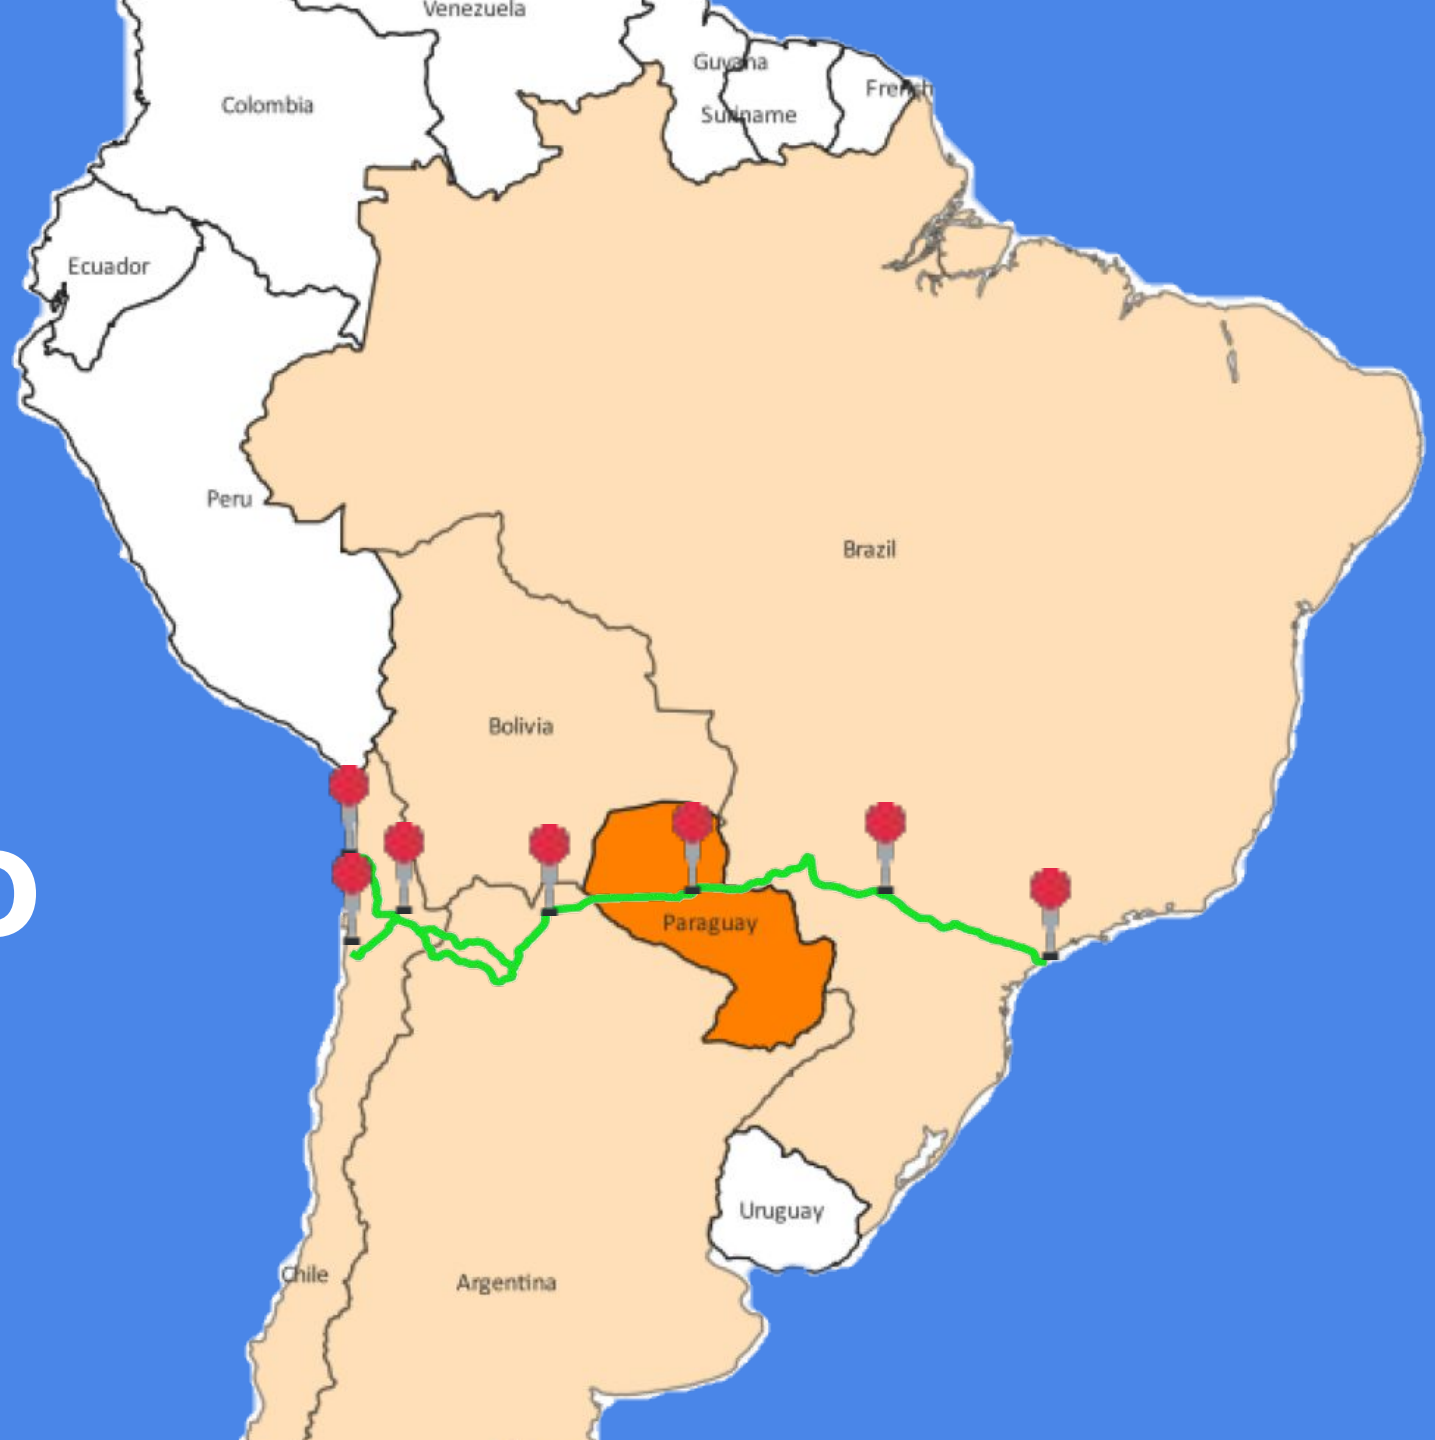 Venezuela
Guyana
French
Colombia
Suriname
Ecuador
Peru
Brazil
Bolivia
o
Paraguay
Uruguay
Chile
Argentina